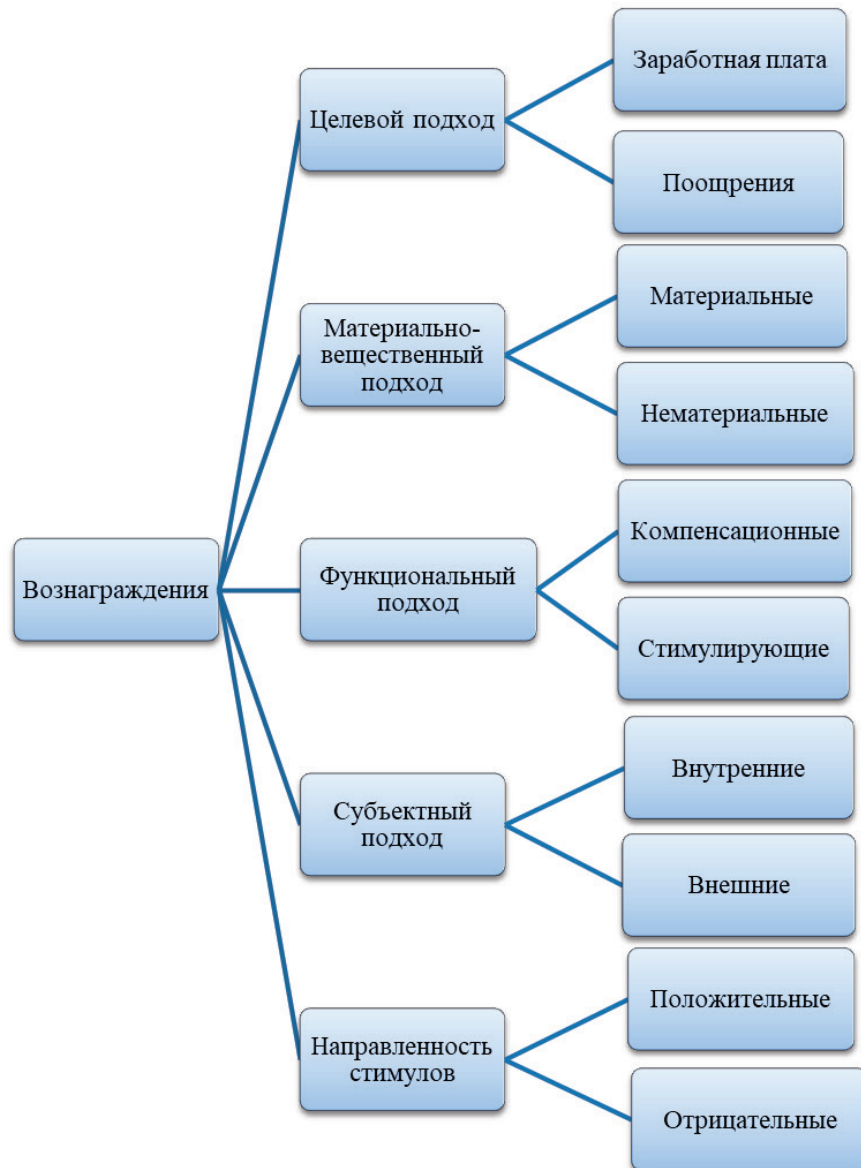 Вознаграждения
Целевой подход
Заработная плата
Поощрения
Материально-
вещественный
подход
Материальные
Нематериальные
Функциональный
подход
Компенсационные
Стимулирующие
Субъектный
подход
Внутренние
Внешние
Направленность
стимулов
Положительные
Отрицательные